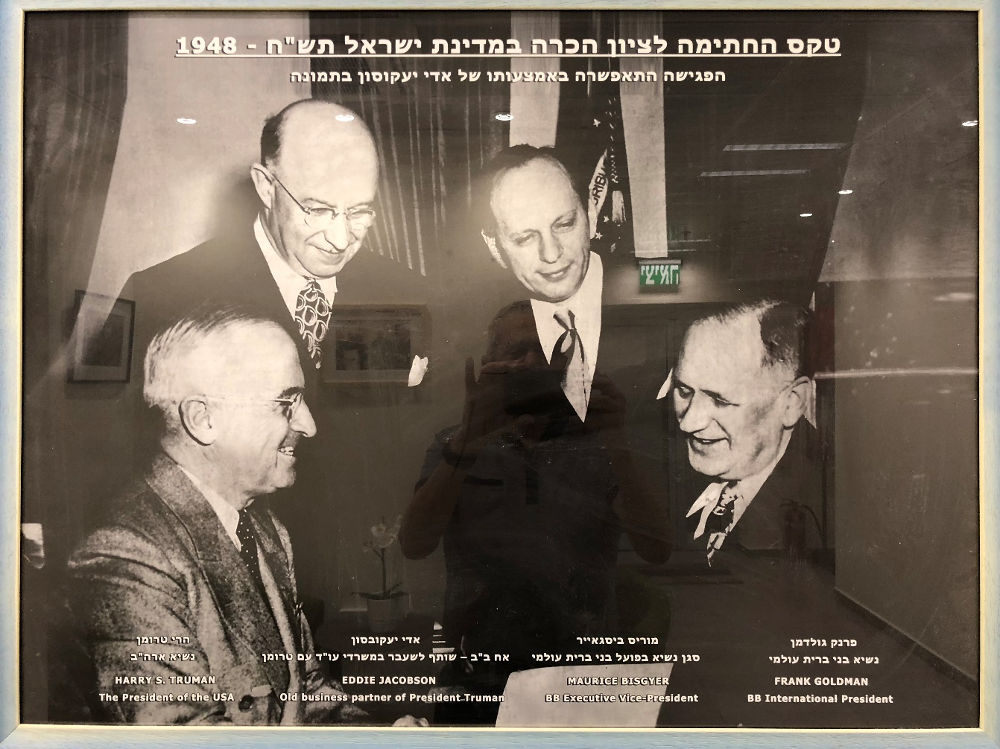 טקס החתימה לציון הכרה במדינת ישראל תש"ח - 1948
הפגישה התאפשרה באמצעותו של אדי יעקוסון בתמונה
הרי טרומן
נשיא ארה"ב
HARRY S. TRUMAN
The President of the USA
אדי יעקובסון
אח ב"ב – שותף לשעבר במשרדי עו"ד עם טרומן
EDDIE JACOBSON
Old business partner of President Truman
מוריס ביסגאייר
סגן נשיא בפועל בני ברית עולמי
MAURICE BISGYER
BB Executive Vice-President
פרנק גולדמן
נשיא בני ברית עולמי
FRANK GOLDMAN
BB International President